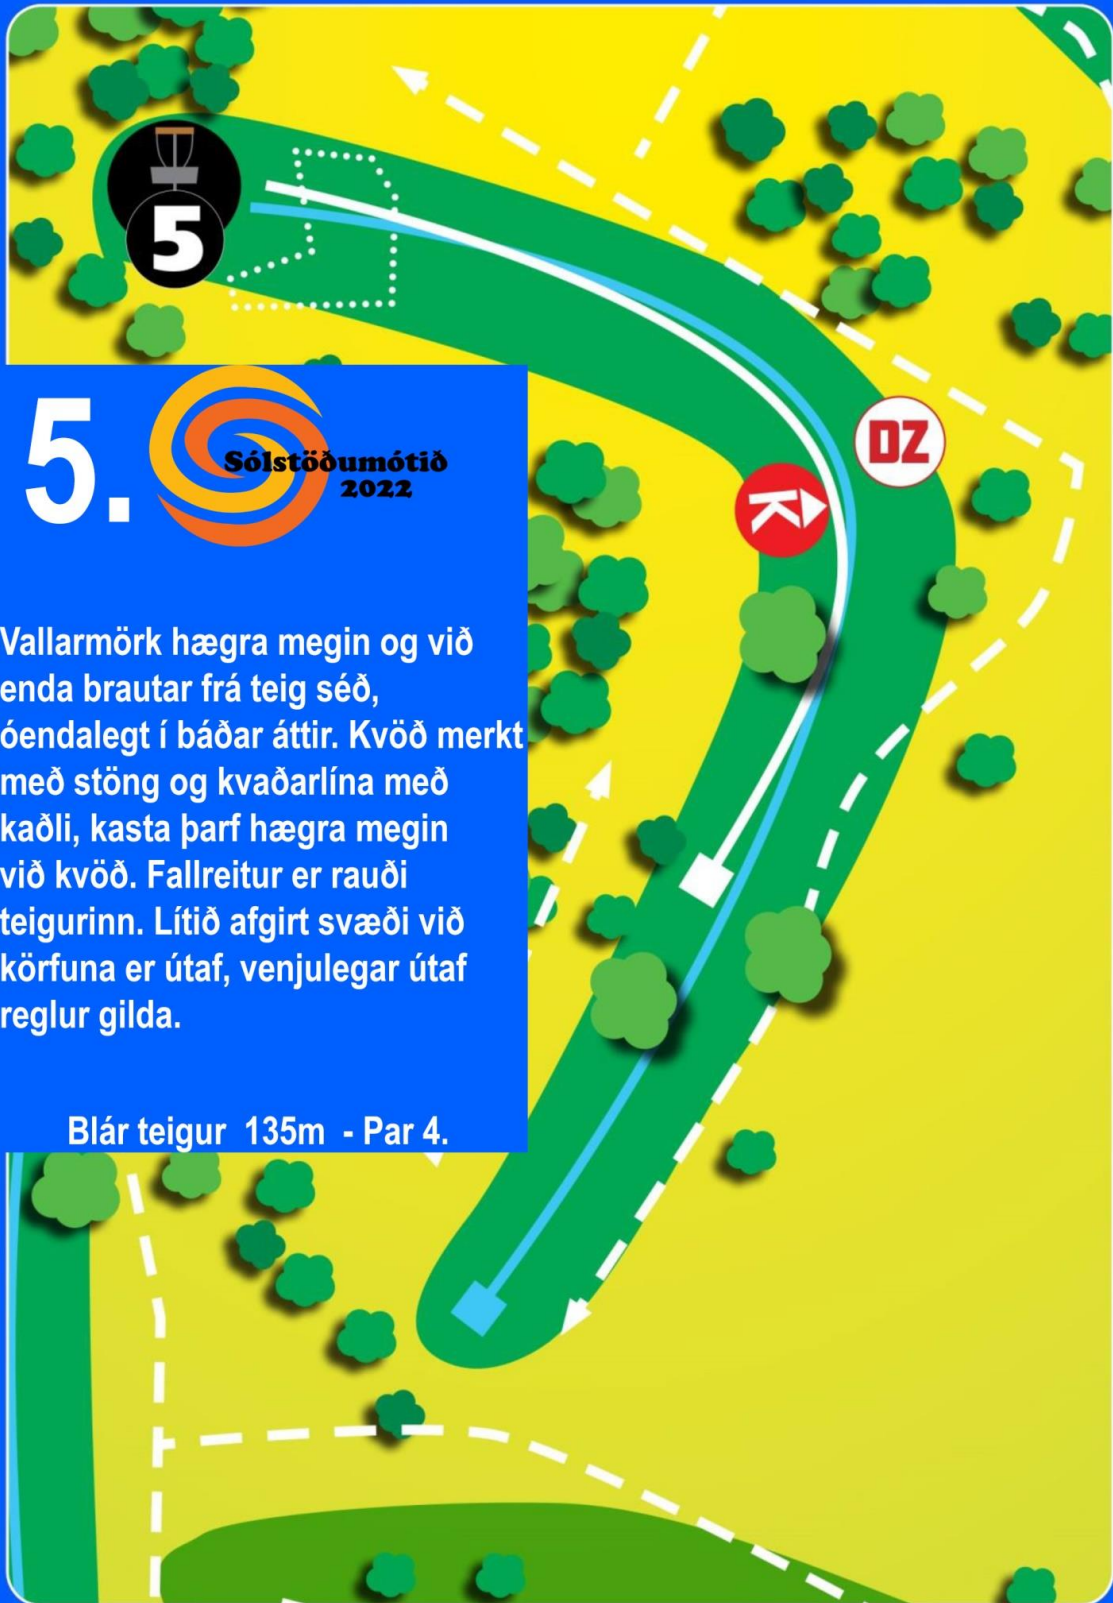 5
DZ
K
5.
Sólstöðumótið
2022
Vallarmörk hægra megin og við
enda brautar frá teig séð,
óendalegt í báðar áttir. Kvöð merkt
með stöng og kvaðarlína með
kaðli, kasta þarf hægra megin
við kvöð. Fallreitur er rauði
teigurinn. Lítið afgirt svæði við
körfuna er útaf, venjulegar útaf
reglur gilda.
Blár teigur 135m - Par 4.